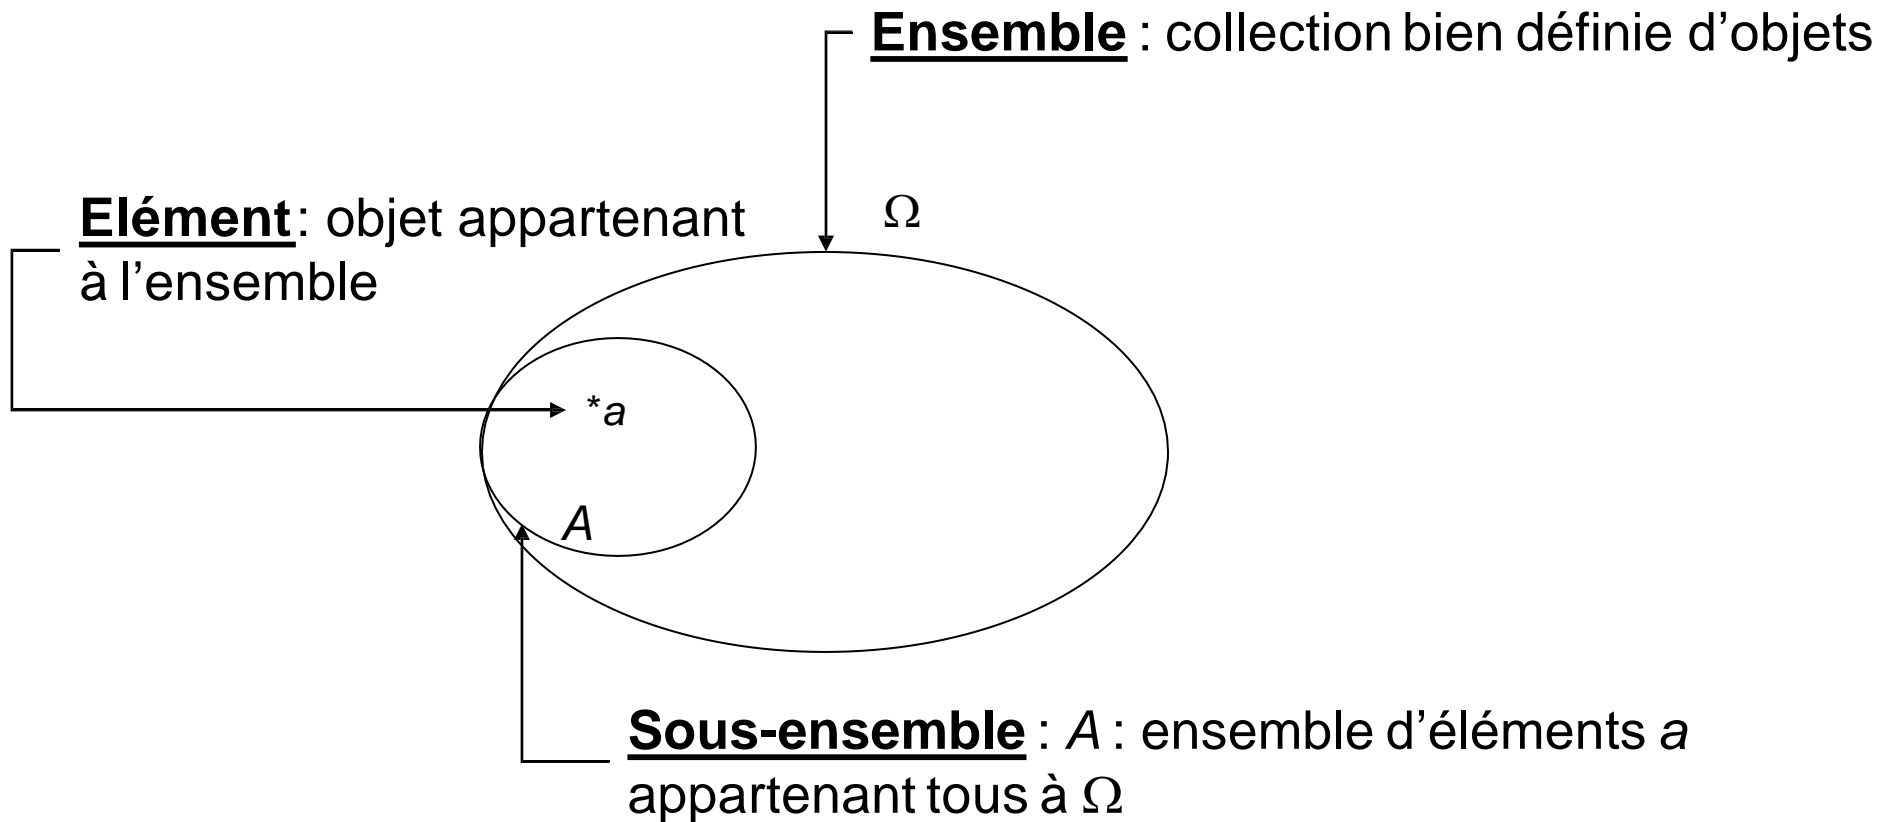 Ensemble : collection bien définie d’objets
Elément : objet appartenant
à l’ensemble
Ω
*a
A
Sous-ensemble : A : ensemble d’éléments a
appartenant tous à Ω